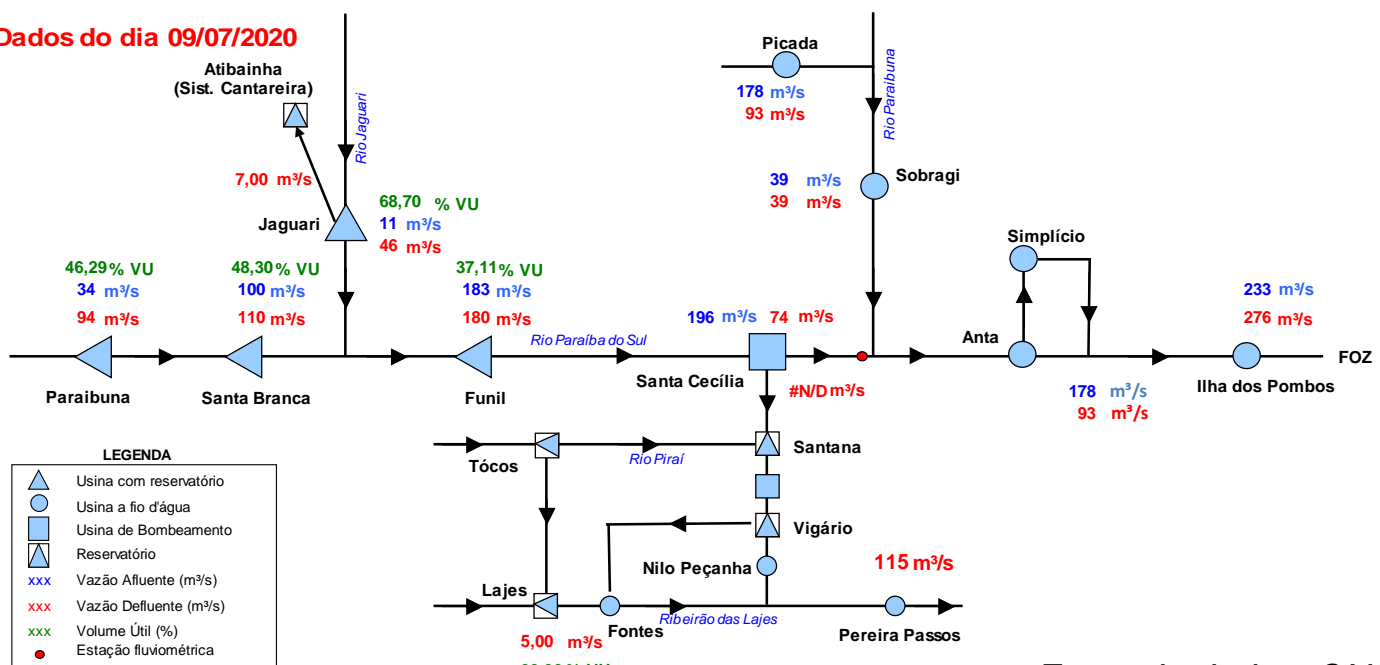 Dados do dia 09/07/2020
Atibainha
(Sist. Cantareira)
Rio Jaguari
7,00 m³/s
Jaguari
68,70 % VU
11 m³/s
46 m³/s
Picada
178 m³/s
93 m³/s
Rio Paraibuna
39 m³/s
39 m³/s
Sobragi
Simplício
46,29% VU
34 m³/s
94 m³/s
48,30% VU
100 m³/s
110 m³/s
37,11% VU
183 m³/s
180 m³/s
Rio Paraíba do Sul
196 m³/s 74 m³/s
233 m³/s
276 m³/s
Anta
FOZ
Paraibuna
Santa Branca
Funil
Santa Cecília
#N/D m³/s
178 m³/s
93 m³/s
Ilha dos Pombos
Tócos
Rio Piraí
Santana
Vigário
Nilo Peçanha
115 m³/s
Lajes
Fontes
Ribeirão das Lajes
Pereira Passos
5,00 m³/s
LEGENDA
Usina com reservatório
Usina a fio d'água
Usina de Bombeamento
Reservatório
xxx Vazão Afluente (m³/s)
xxx Vazão Defluente (m³/s)
xxx Volume Útil (%)
Estação fluviométrica